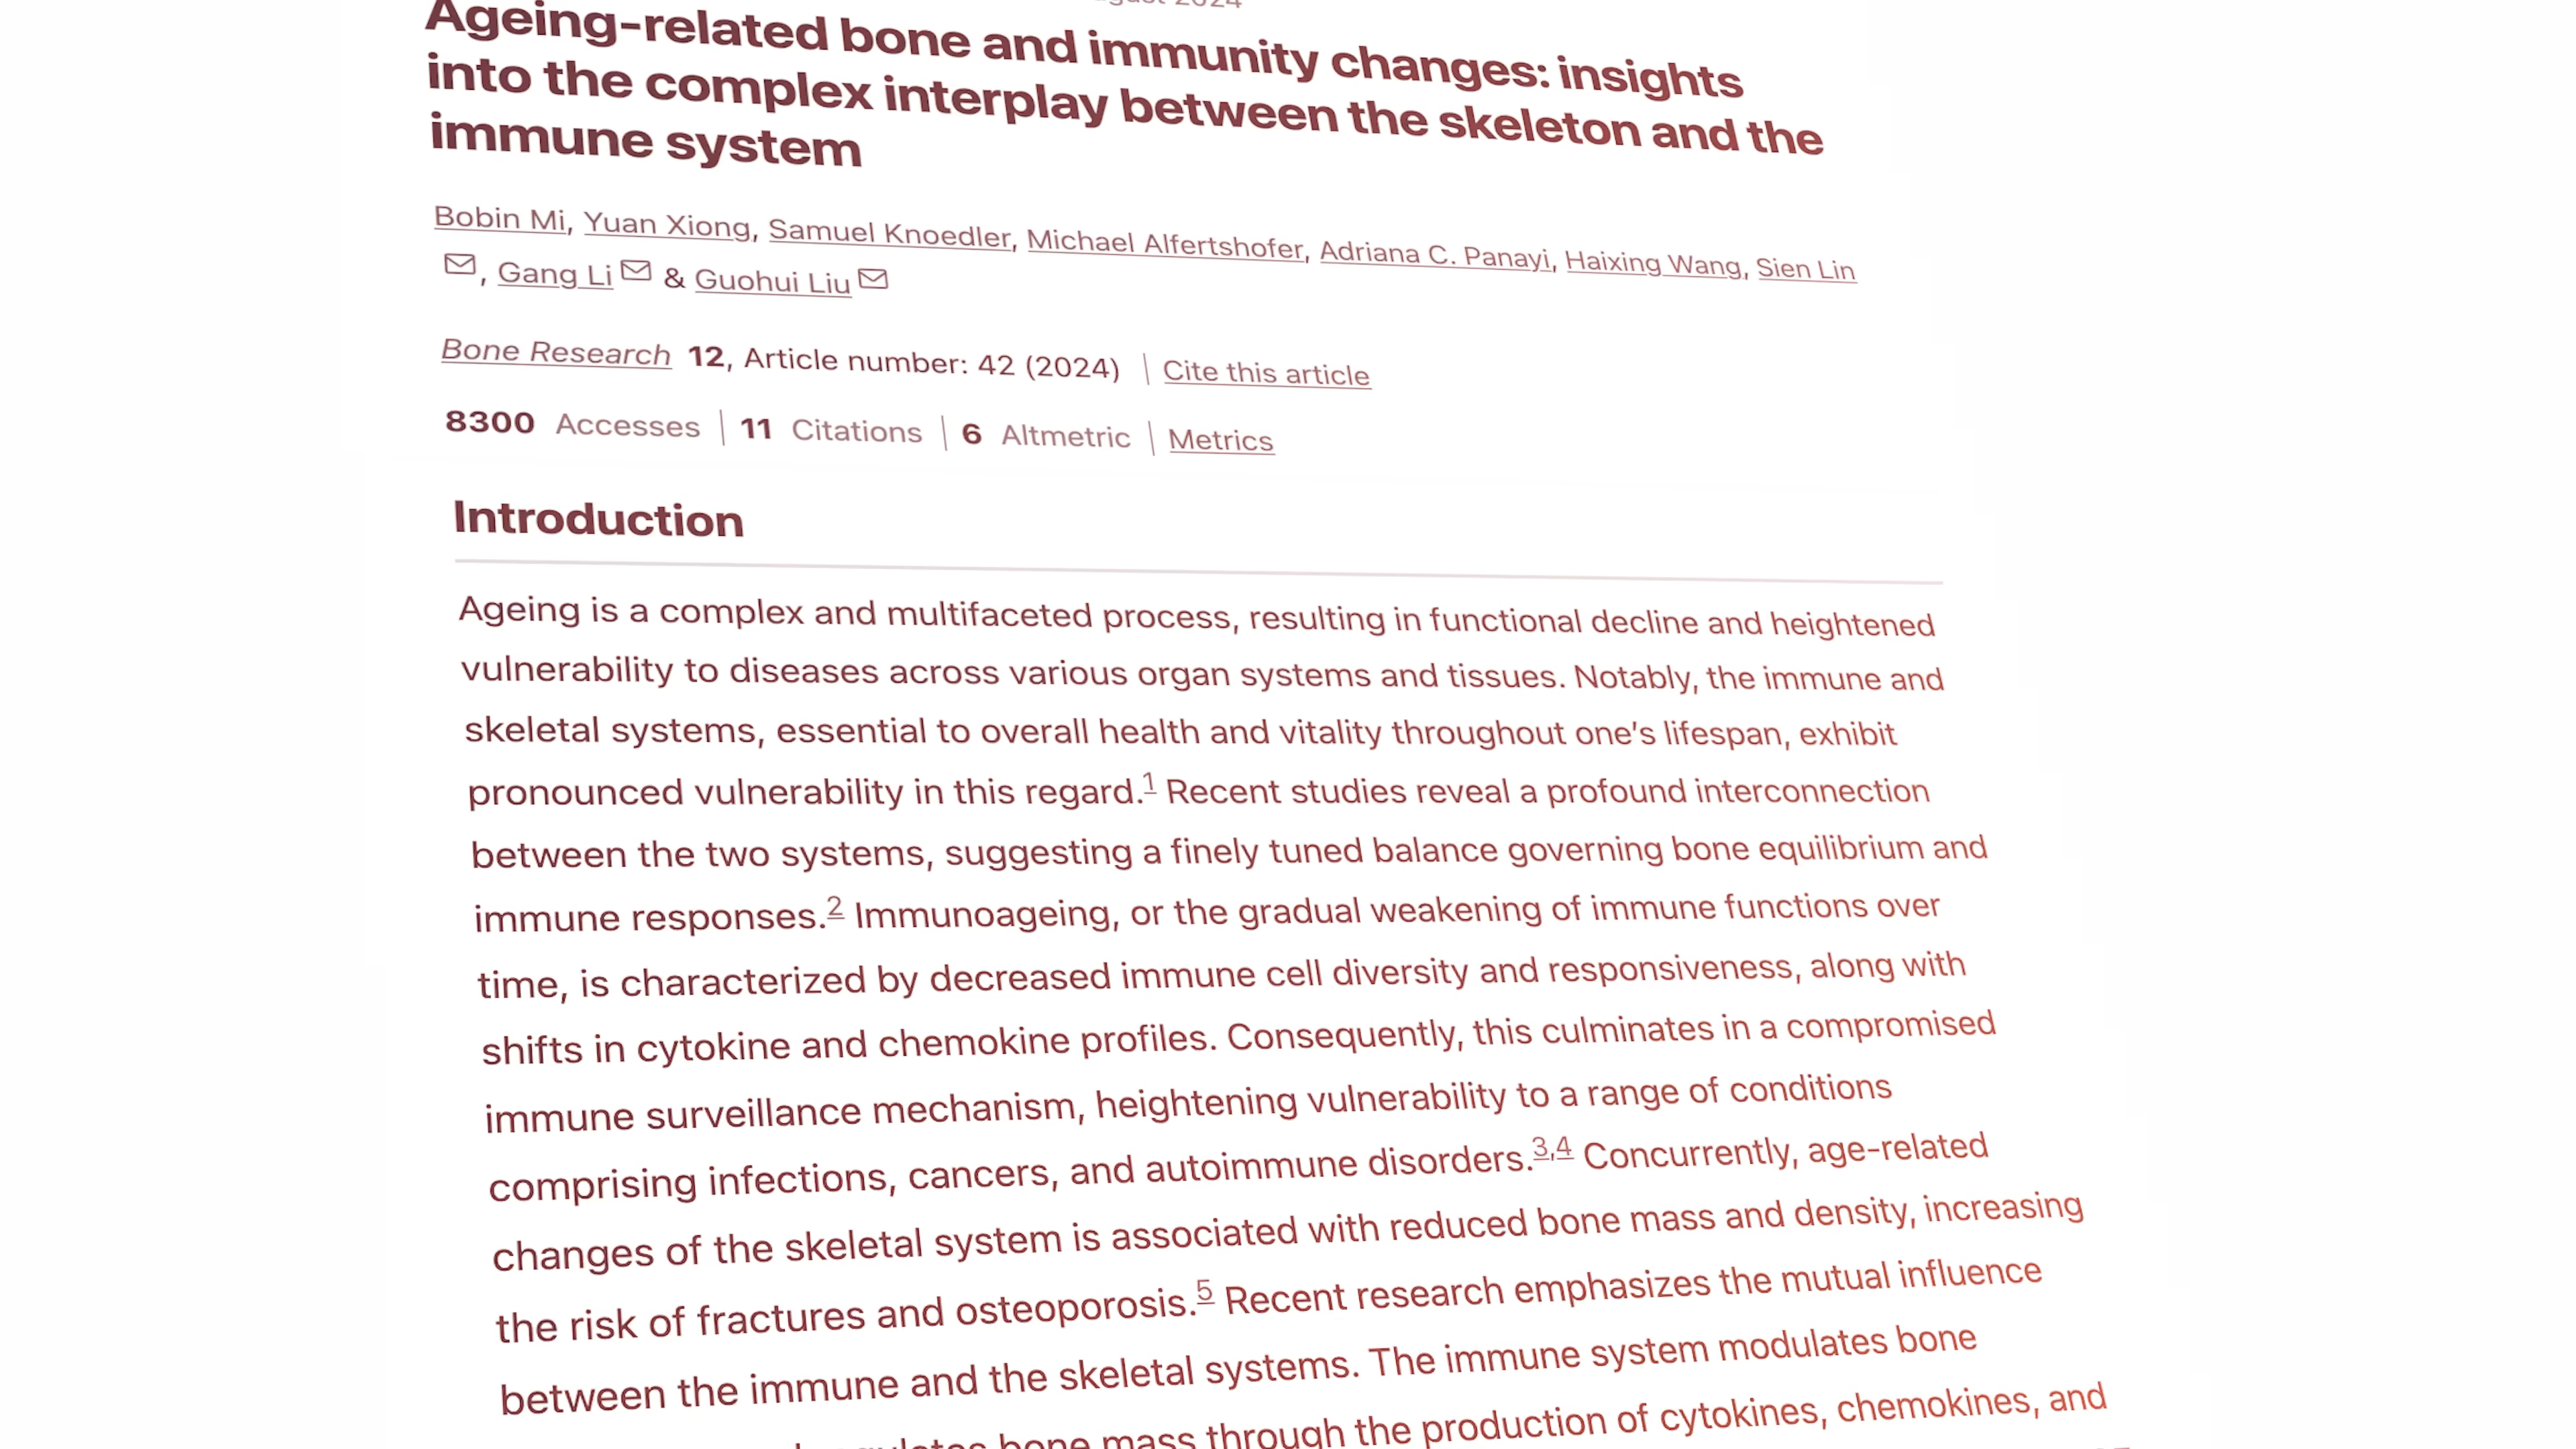 2024
Ageing-related bone and immunity changes: insights
into the complex interplay between the skeleton and the
immune system
Bobin Mi, Yuan Xiong, Samuel Knoedler, Michael Alfertshofer, Adriana C. Panayi, Haixing Wang, Sien Lin
, Gang Li & Guohui Liu
Bone Research 12, Article number: 42 (2024) | Cite this article
8300 Accesses | 11 Citations | 6 Altmetric | Metrics
Introduction
Ageing is a complex and multifaceted process, resulting in functional decline and heightened
vulnerability to diseases across various organ systems and tissues. Notably, the immune and
skeletal systems, essential to overall health and vitality throughout one's lifespan, exhibit
pronounced vulnerability in this regard.1 Recent studies reveal a profound interconnection
between the two systems, suggesting a finely tuned balance governing bone equilibrium and
immune responses.2 Immunoageing, or the gradual weakening of immune functions over
time, is characterized by decreased immune cell diversity and responsiveness, along with
shifts in cytokine and chemokine profiles. Consequently, this culminates in a compromised
immune surveillance mechanism, heightening vulnerability to a range of conditions
comprising infections, cancers, and autoimmune disorders.3,4 Concurrently, age-related
changes of the skeletal system is associated with reduced bone mass and density, increasing
the risk of fractures and osteoporosis.5 Recent research emphasizes the mutual influence
between the immune and the skeletal systems. The immune system modulates bone
bone mass through the production of cytokines, chemokines, and